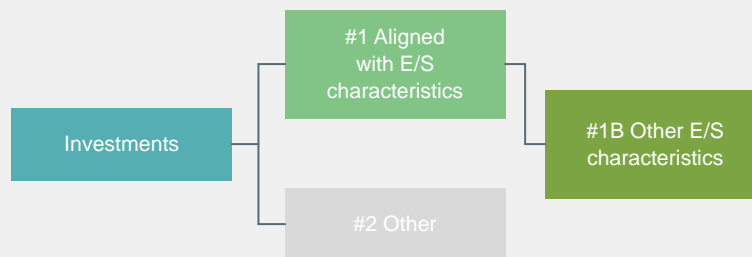 #1 Aligned
with E/S
characteristics
Investments
#1B Other E/S
characteristics
#2 Other